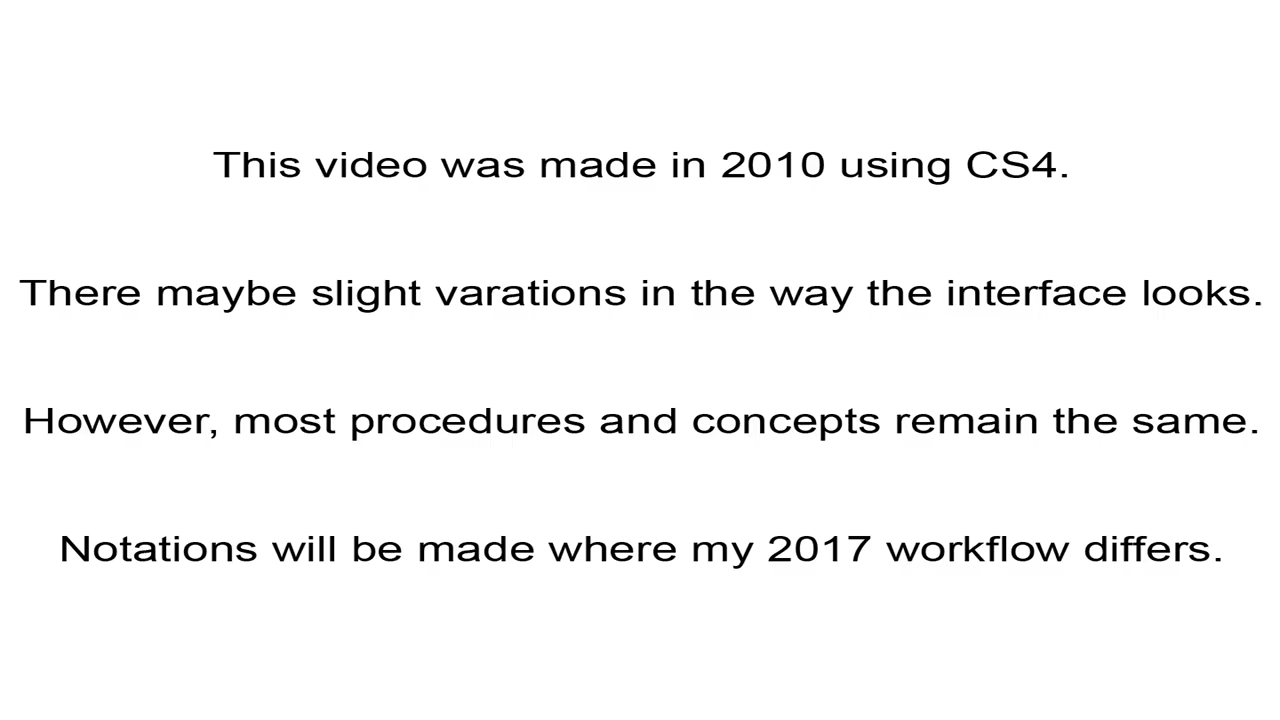 This video was made in 2010 using CS4.
There maybe slight varations in the way the interface looks.
However, most procedures and concepts remain the same.
Notations will be made where my 2017 workflow differs.